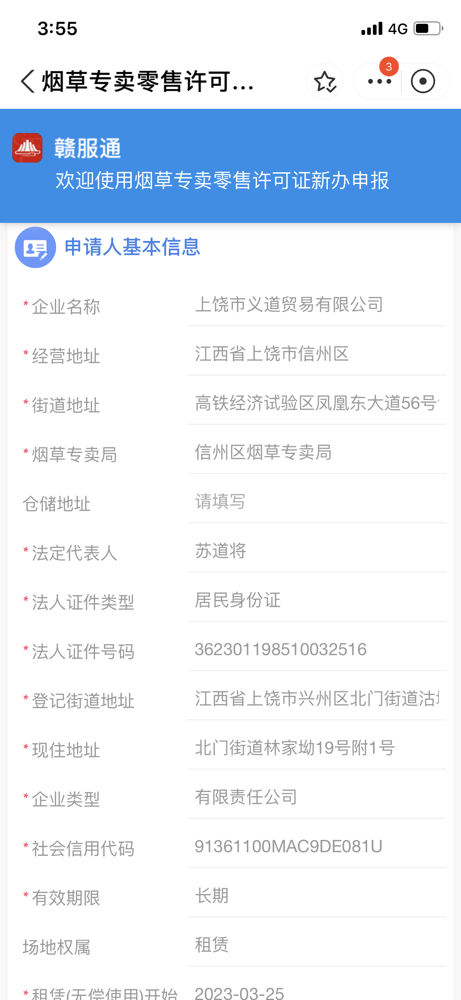 3:55
4G
烟草专卖零售许可...
3
赣服通
欢迎使用烟草专卖零售许可证新办申报
申请人基本信息
*企业名称 上饶市义道贸易有限公司
*经营地址 江西省上饶市信州区
*街道地址 高铁经济试验区凤凰东大道56号
*烟草专卖局 信州区烟草专卖局
仓储地址 请填写
*法定代表人 苏道将
*法人证件类型 居民身份证
*法人证件号码 362301198510032516
*登记街道地址 江西省上饶市兴州区北门街道沽
*现住地址 北门街道林家坳19号附1号
*企业类型 有限责任公司
*社会信用代码 91361100MAC9DE081U
*有效期限 长期
场地权属 租赁
*租赁(无偿使用)开始 2023-03-25